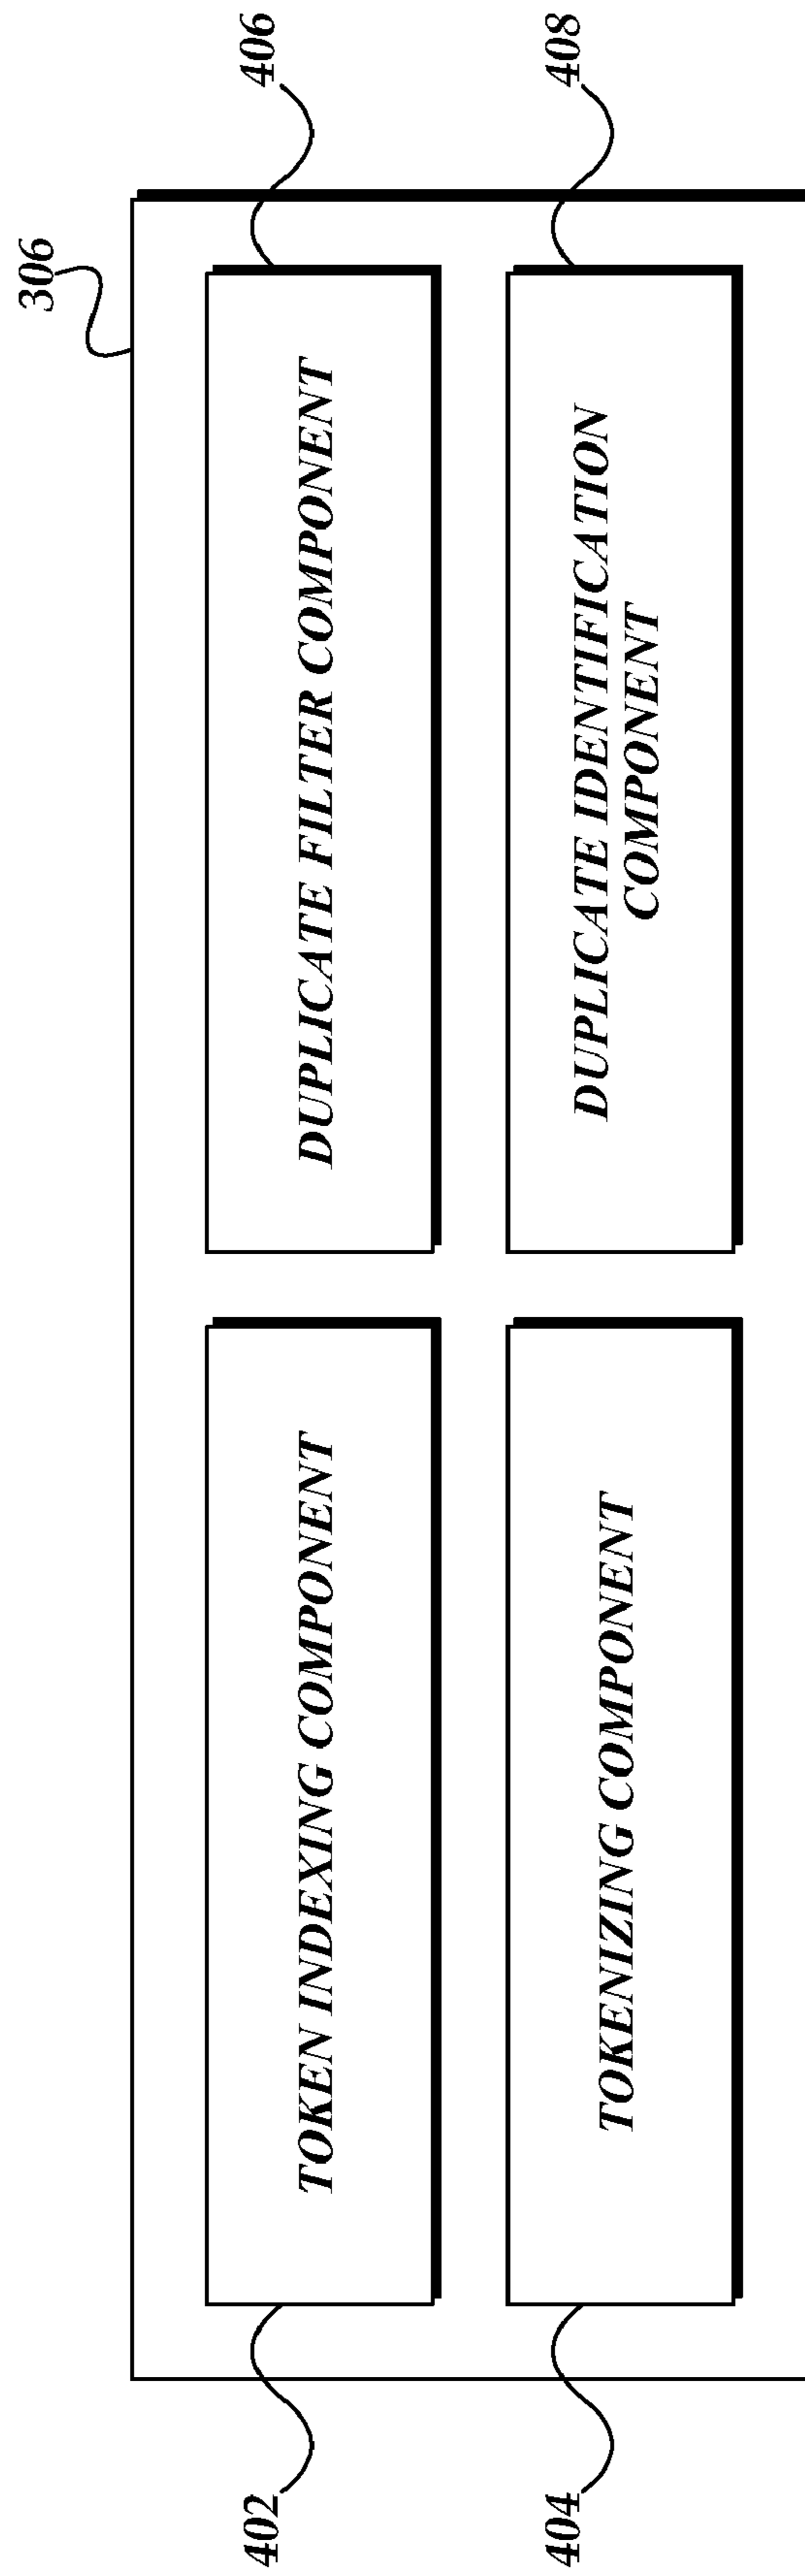 306
402
TOKEN INDEXING COMPONENT
DUPLICATE FILTER COMPONENT
406
404
TOKENIZING COMPONENT
DUPLICATE IDENTIFICATION
COMPONENT
408